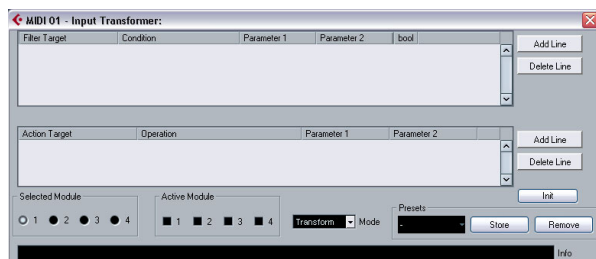 MIDI 01 - Input Transformer:
Filter Target Condition Parameter 1 Parameter 2 bool
Add Line
Delete Line
Action Target Operation Parameter 1 Parameter 2
Add Line
Delete Line
Init
Selected Module Active Module Presets
1 2 3 4 1 2 3 4 Transform Mode - Store Remove
Info